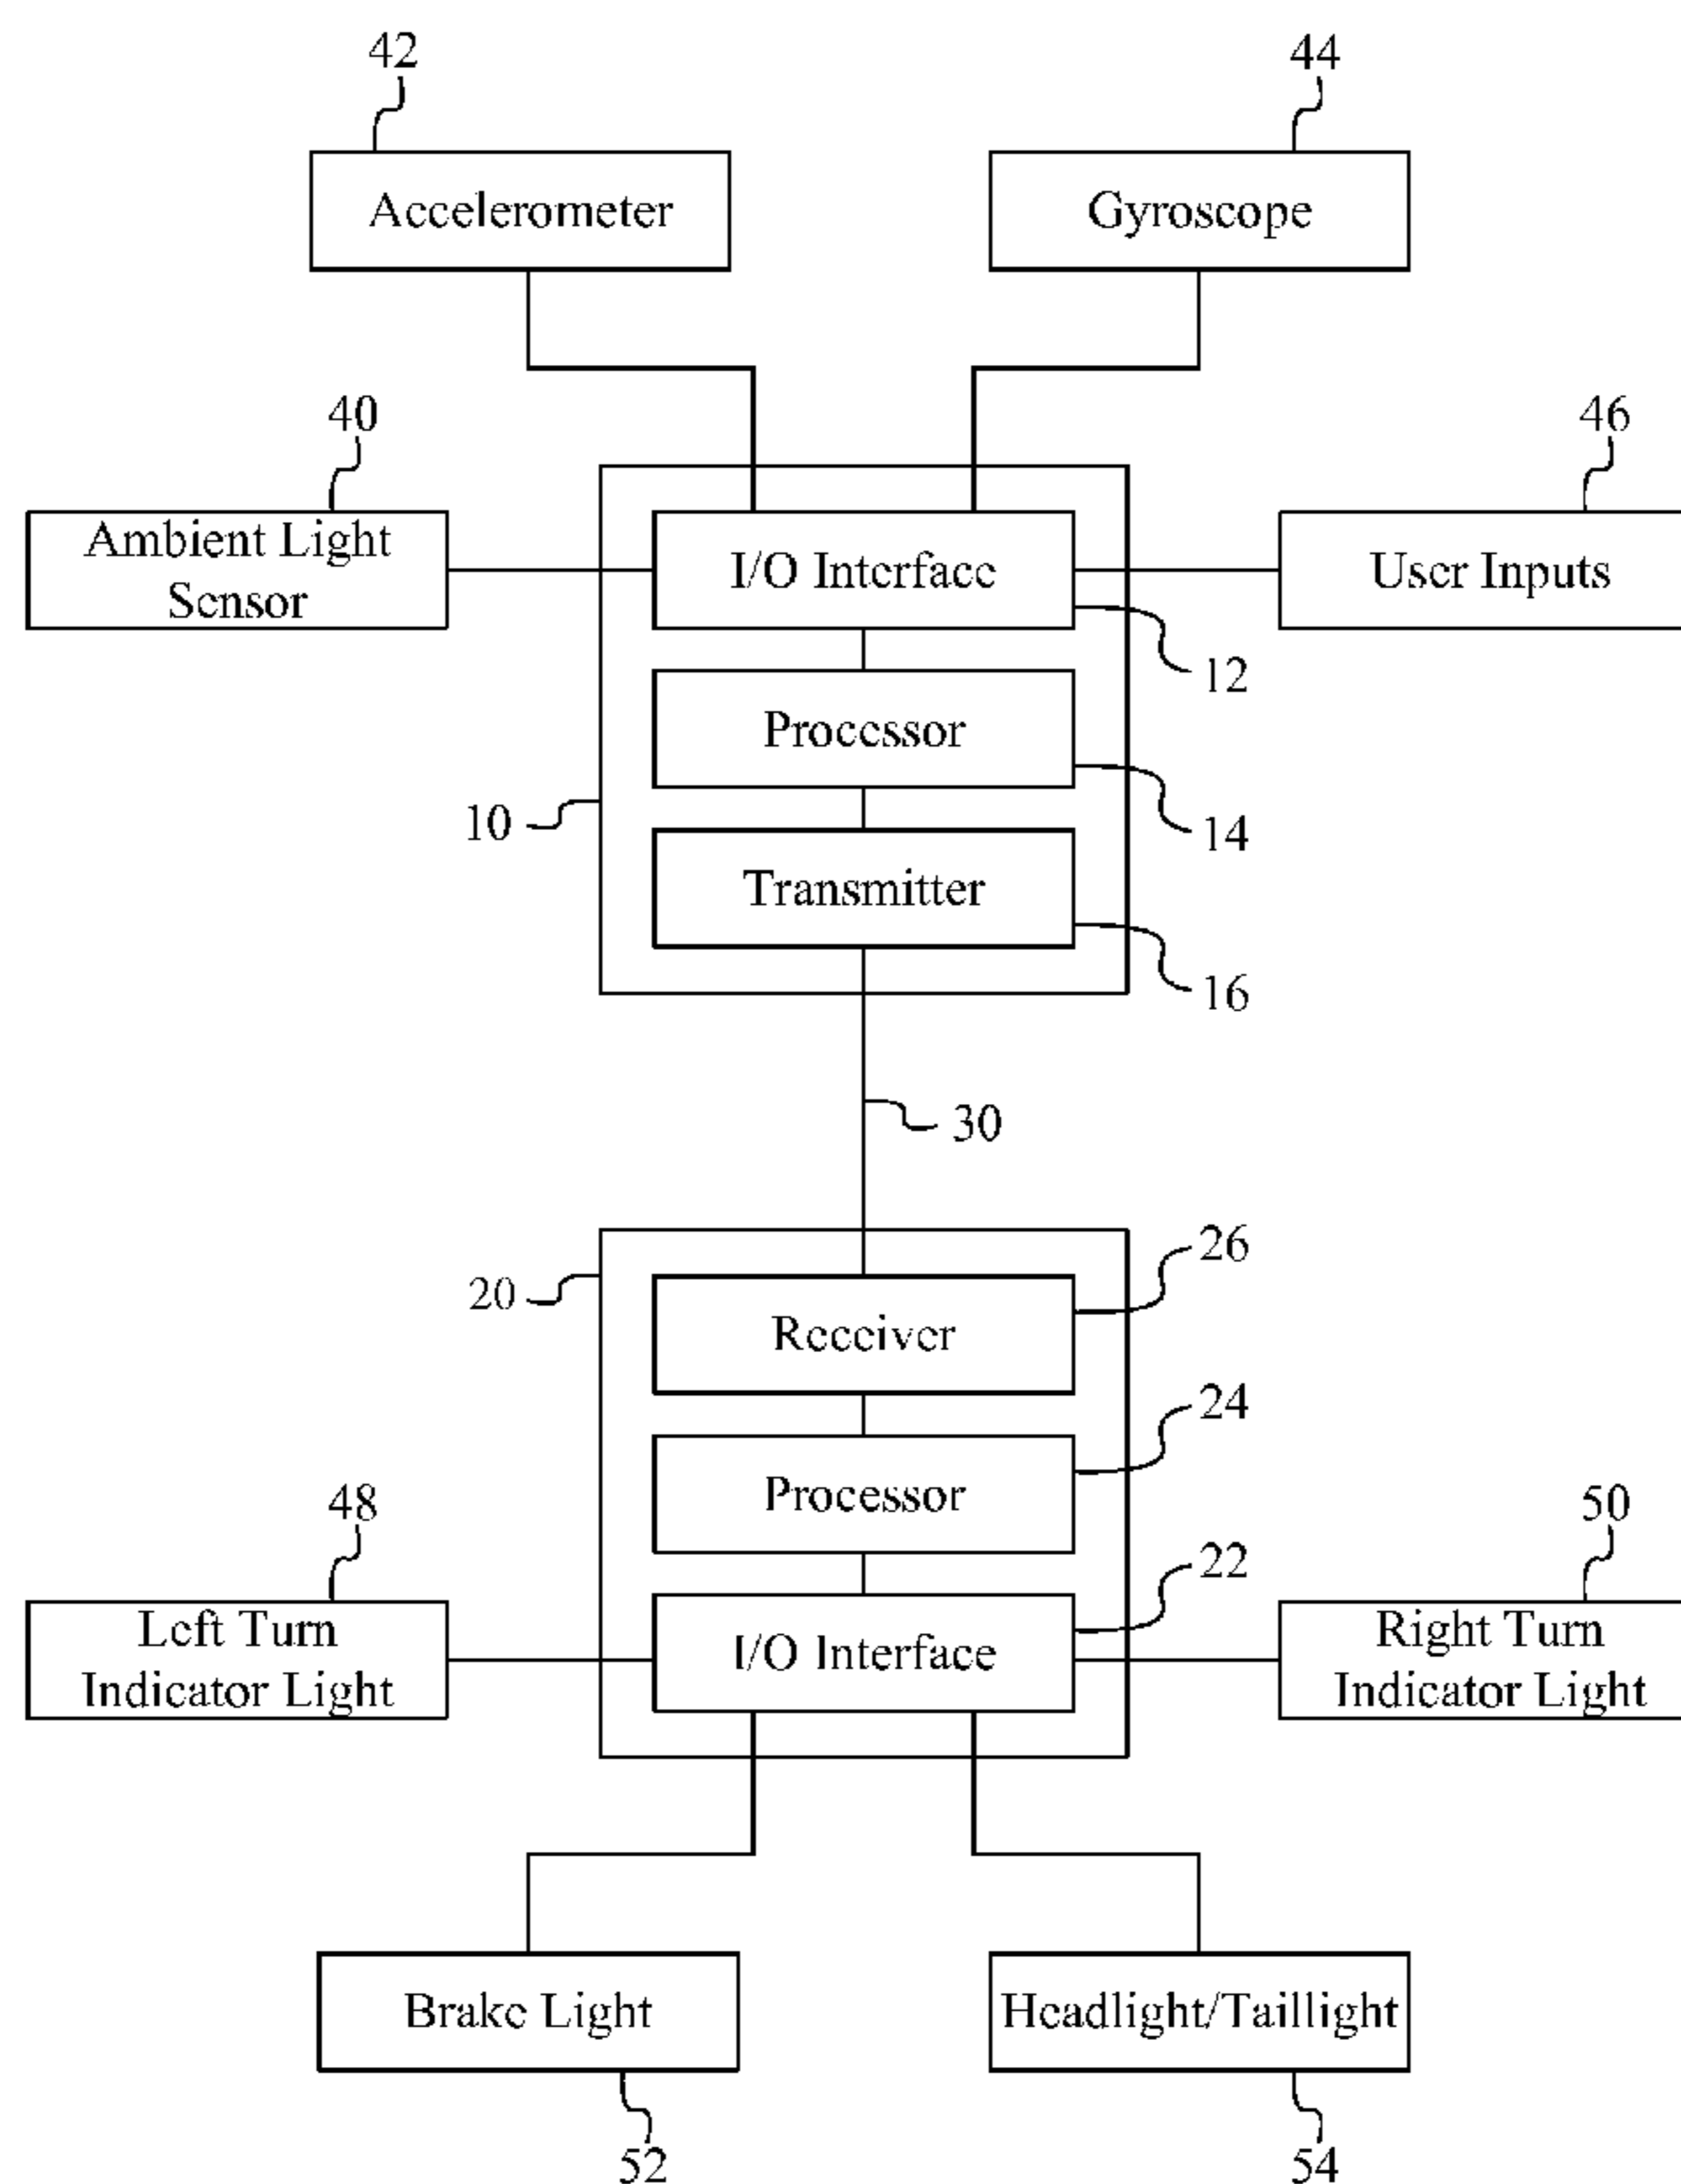 42
44
Accelerometer
Gyroscope
40
46
Ambient Light
Sensor
I/O Interface
User Inputs
12
Processor
14
10
Transmitter
16
30
26
20
Receiver
24
Processor
48
50
22
Left Turn
Indicator Light
I/O Interface
Right Turn
Indicator Light
Brake Light
Headlight/Taillight
52
54